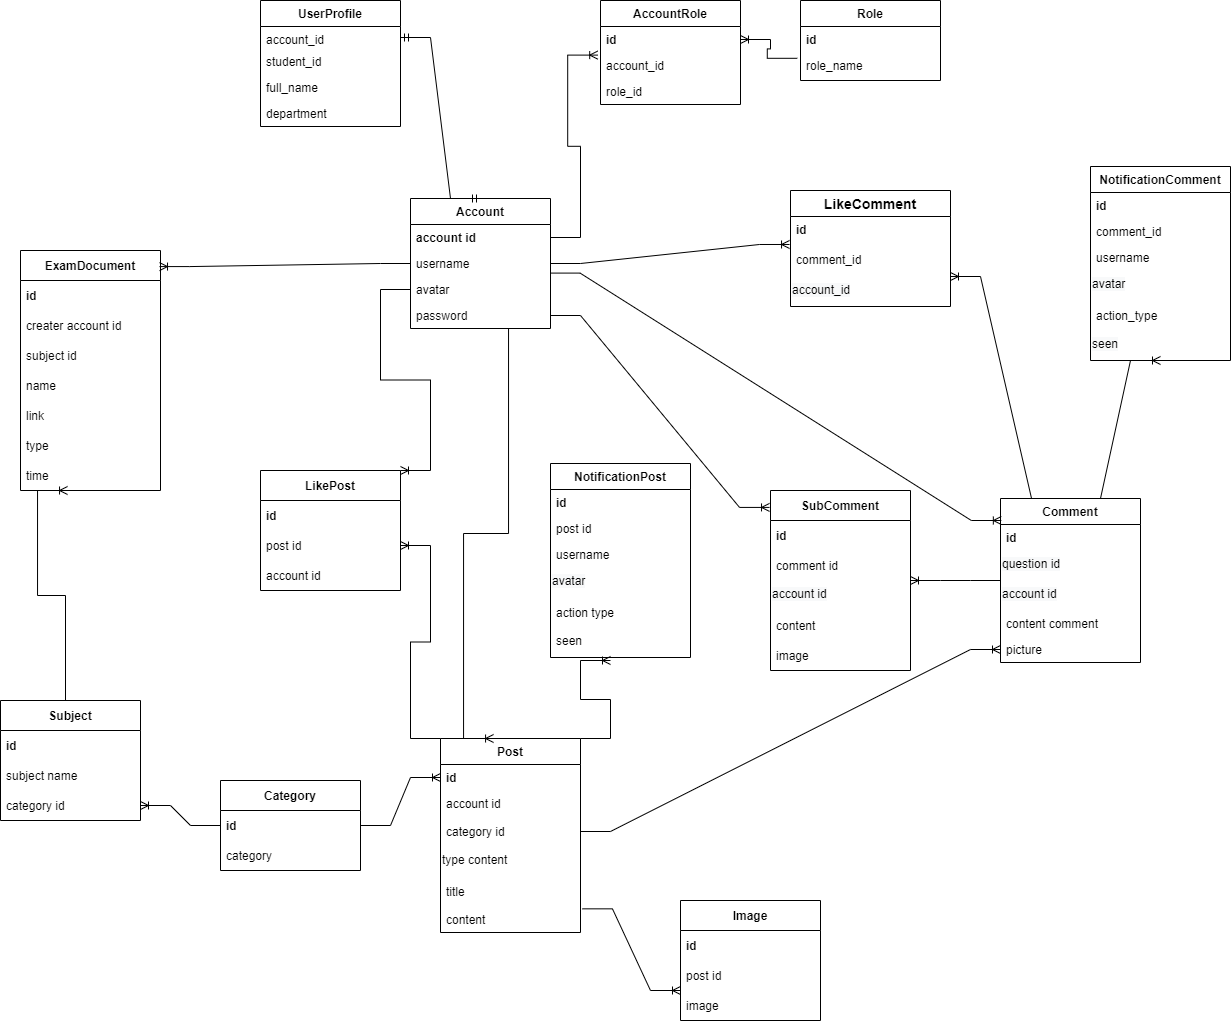 UserProfile
account_id
student_id
full_name
department
AccountRole
id
account_id
role_id
Role
id
role_name
Account
account id
username
avatar
password
LikeComment
id
comment_id
account_id
NotificationComment
id
comment_id
username
avatar
action_type
seen
ExamDocument
id
creater account id
subject id
name
link
type
time
LikePost
id
post id
account id
NotificationPost
id
post id
username
avatar
action type
seen
SubComment
id
comment id
account id
content
image
Comment
id
question id
account id
content comment
picture
Subject
id
subject name
category id
Category
id
category
Post
id
account id
category id
type content
title
content
Image
id
post id
image